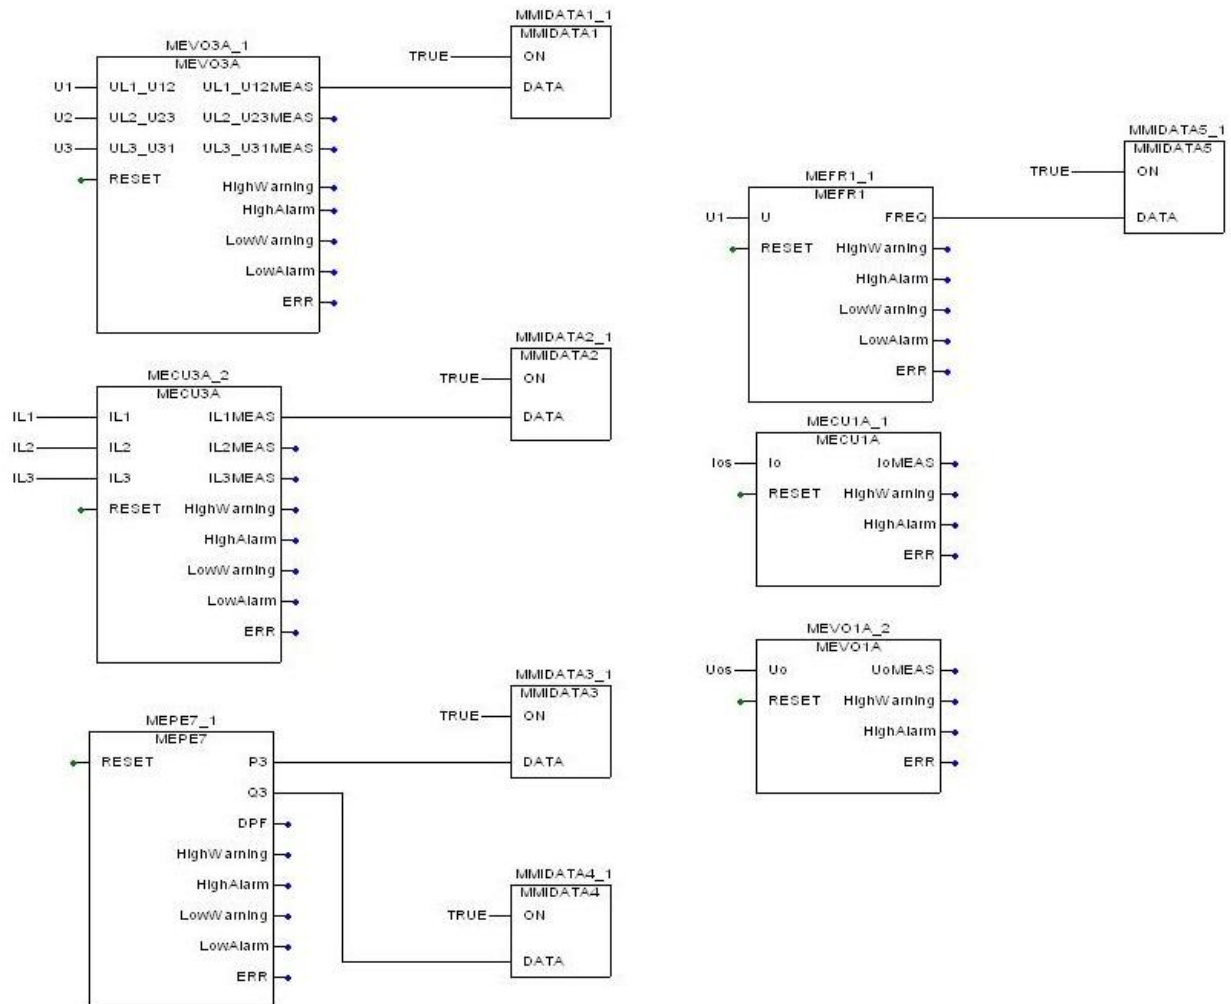 MMIDATA1_1
MMIDATA1
TRUE ON
DATA
MEVO3A_1
MEVO3A
U1 UL1_U12 UL1_U12MEAS
U2 UL2_U23 UL2_U23MEAS
U3 UL3_U31 UL3_U31MEAS
RESET
HighWarning
HighAlarm
LowWarning
LowAlarm
ERR
MMIDATA2_1
MMIDATA2
TRUE ON
DATA
MECU3A_2
MECU3A
IL1 IL1 IL1MEAS
IL2 IL2 IL2MEAS
IL3 IL3 IL3MEAS
RESET HighWarning
HighAlarm
LowWarning
LowAlarm
ERR
MMIDATA3_1
MMIDATA3
TRUE ON
DATA
MEPE7_1
MEPE7
RESET P3
Q3
DPF
HighWarning
HighAlarm
LowWarning
LowAlarm
ERR
MMIDATA4_1
MMIDATA4
TRUE ON
DATA
MMIDATA5_1
MMIDATA5
TRUE ON
DATA
MEFR1_1
MEFR1
U1 U FREQ
RESET HighWarning
HighAlarm
LowWarning
LowAlarm
ERR
MECU1A_1
MECU1A
Ios Io IoMEAS
RESET HighWarning
HighAlarm
ERR
MEVO1A_2
MEVO1A
Uos Uo UoMEAS
RESET HighWarning
HighAlarm
ERR